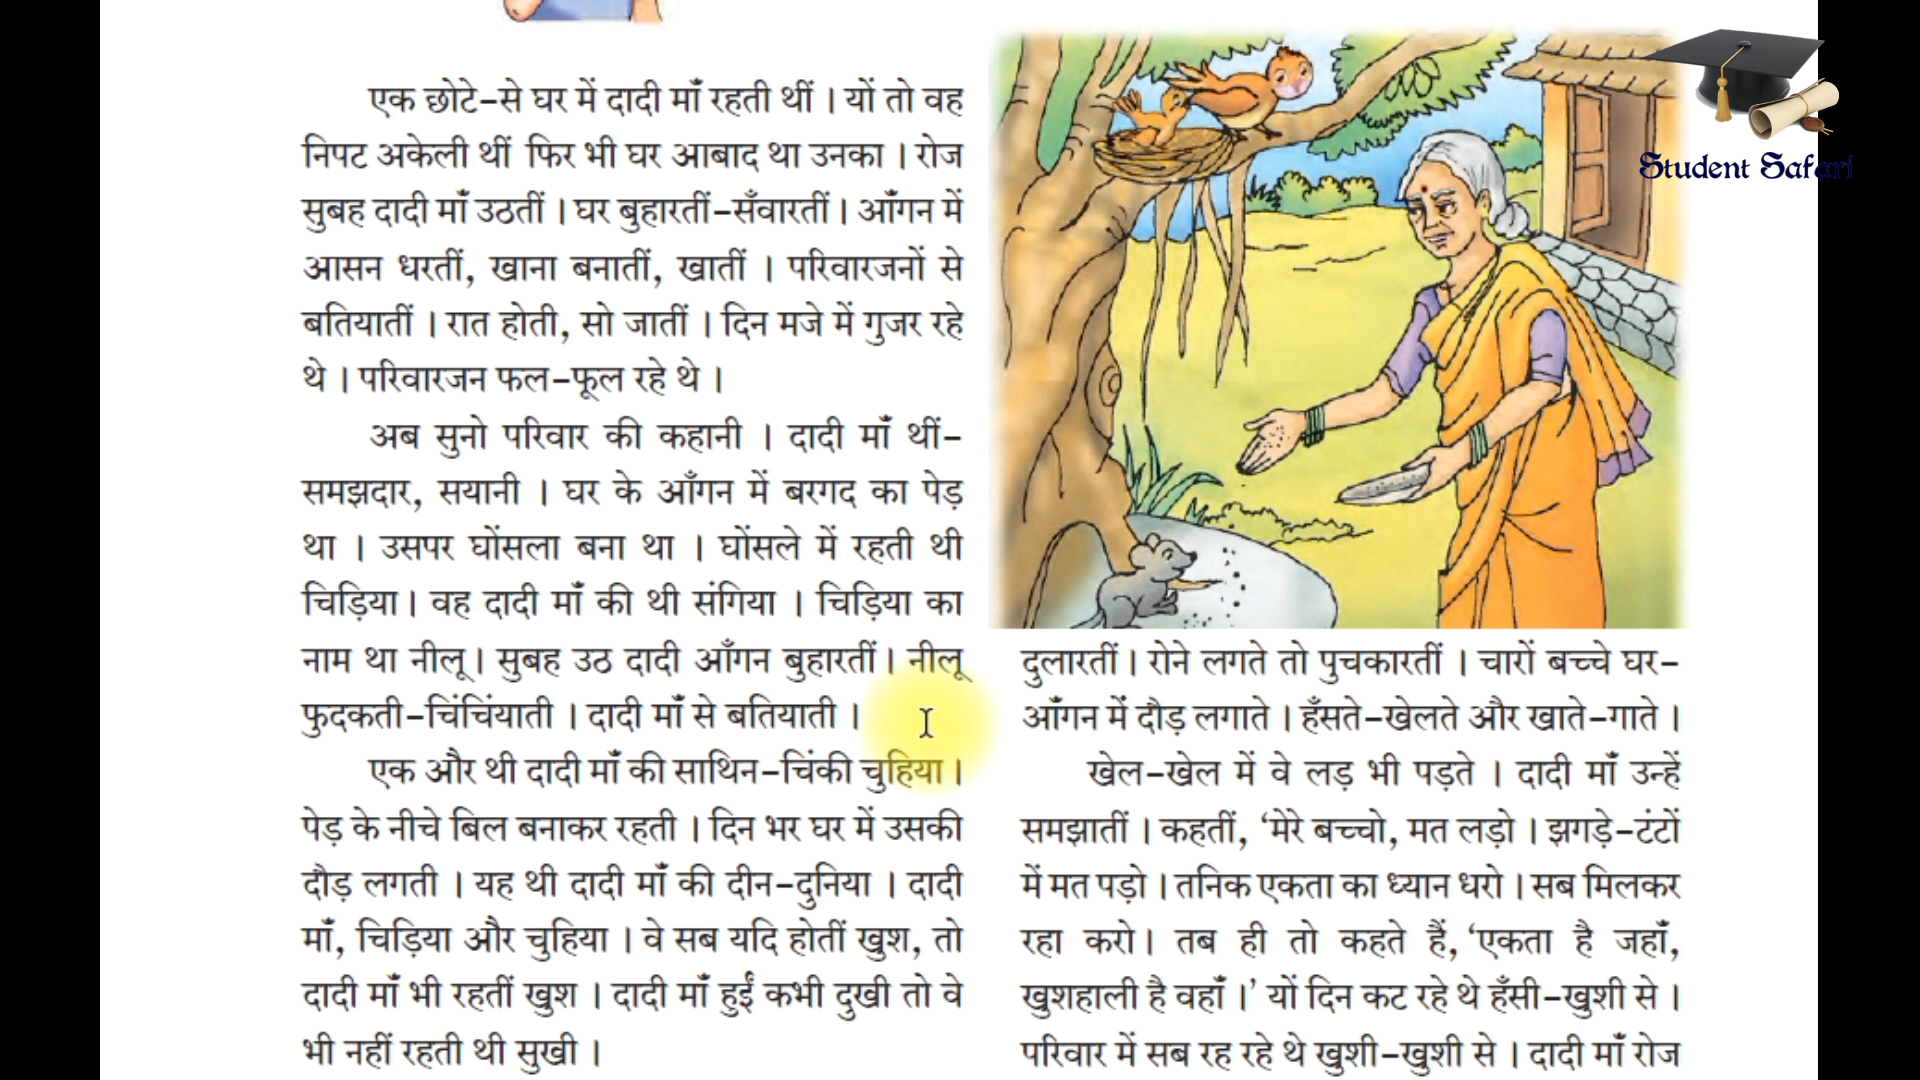 एक छोटे-से घर में दादी माँ रहती थीं । यों तो वह
निपट अकेली थीं फिर भी घर आबाद था उनका । रोज
सुबह दादी माँ उठतीं । घर बुहारतीं-सँवारतीं । आँगन में
आसन धरतीं, खाना बनातीं, खातीं । परिवारजनों से
बतियातीं । रात होती, सो जातीं । दिन मजे में गुजर रहे
थे । परिवारजन फल-फूल रहे थे ।
अब सुनो परिवार की कहानी । दादी माँ थीं-
समझदार, सयानी । घर के आँगन में बरगद का पेड़
था । उसपर घोंसला बना था । घोंसले में रहती थी
चिड़िया । वह दादी माँ की थी संगिया । चिड़िया का
नाम था नीलू । सुबह उठ दादी आँगन बुहारतीं । नीलू
फुदकती-चिंचिंयाती । दादी माँ से बतियाती ।
एक और थी दादी माँ की साथिन-चिंकी चुहिया ।
पेड़ के नीचे बिल बनाकर रहती । दिन भर घर में उसकी
दौड़ लगती । यह थी दादी माँ की दीन-दुनिया । दादी
माँ, चिड़िया और चुहिया । वे सब यदि होतीं खुश, तो
दादी माँ भी रहतीं खुश । दादी माँ हुईं कभी दुखी तो वे
भी नहीं रहती थी सुखी ।
दुलारतीं । रोने लगते तो पुचकारतीं । चारों बच्चे घर-
आँगन में दौड़ लगाते । हँसते-खेलते और खाते-गाते ।
खेल-खेल में वे लड़ भी पड़ते । दादी माँ उन्हें
समझातीं । कहतीं, ‘मेरे बच्चो, मत लड़ो । झगड़े-टंटों
में मत पड़ो । तनिक एकता का ध्यान धरो । सब मिलकर
रहा करो । तब ही तो कहते हैं, ‘एकता है जहाँ,
खुशहाली है वहाँ ।’ यों दिन कट रहे थे हँसी-खुशी से ।
परिवार में सब रह रहे थे खुशी-खुशी से । दादी माँ रोज
Student Safari